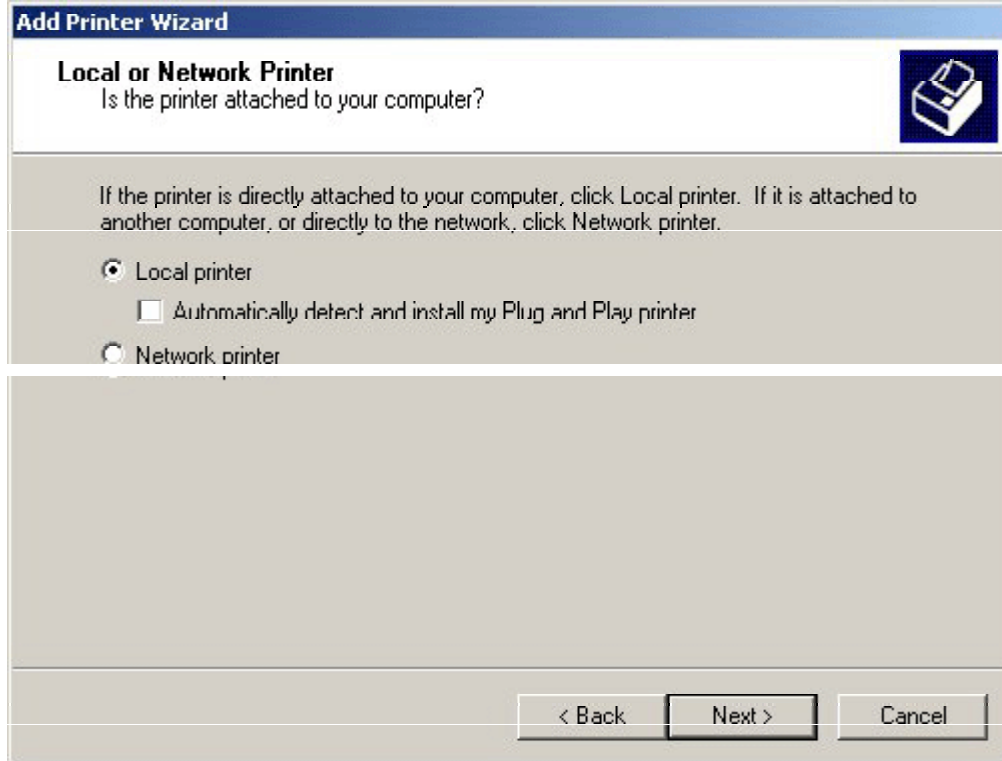 Add Printer Wizard
Local or Network Printer
Is the printer attached to your computer?
If the printer is directly attached to your computer, click Local printer. If it is attached to
another computer, or directly to the network, click Network printer.
Local printer
Automatically detect and install my Plug and Play printer
Network printer
< Back
Next >
Cancel